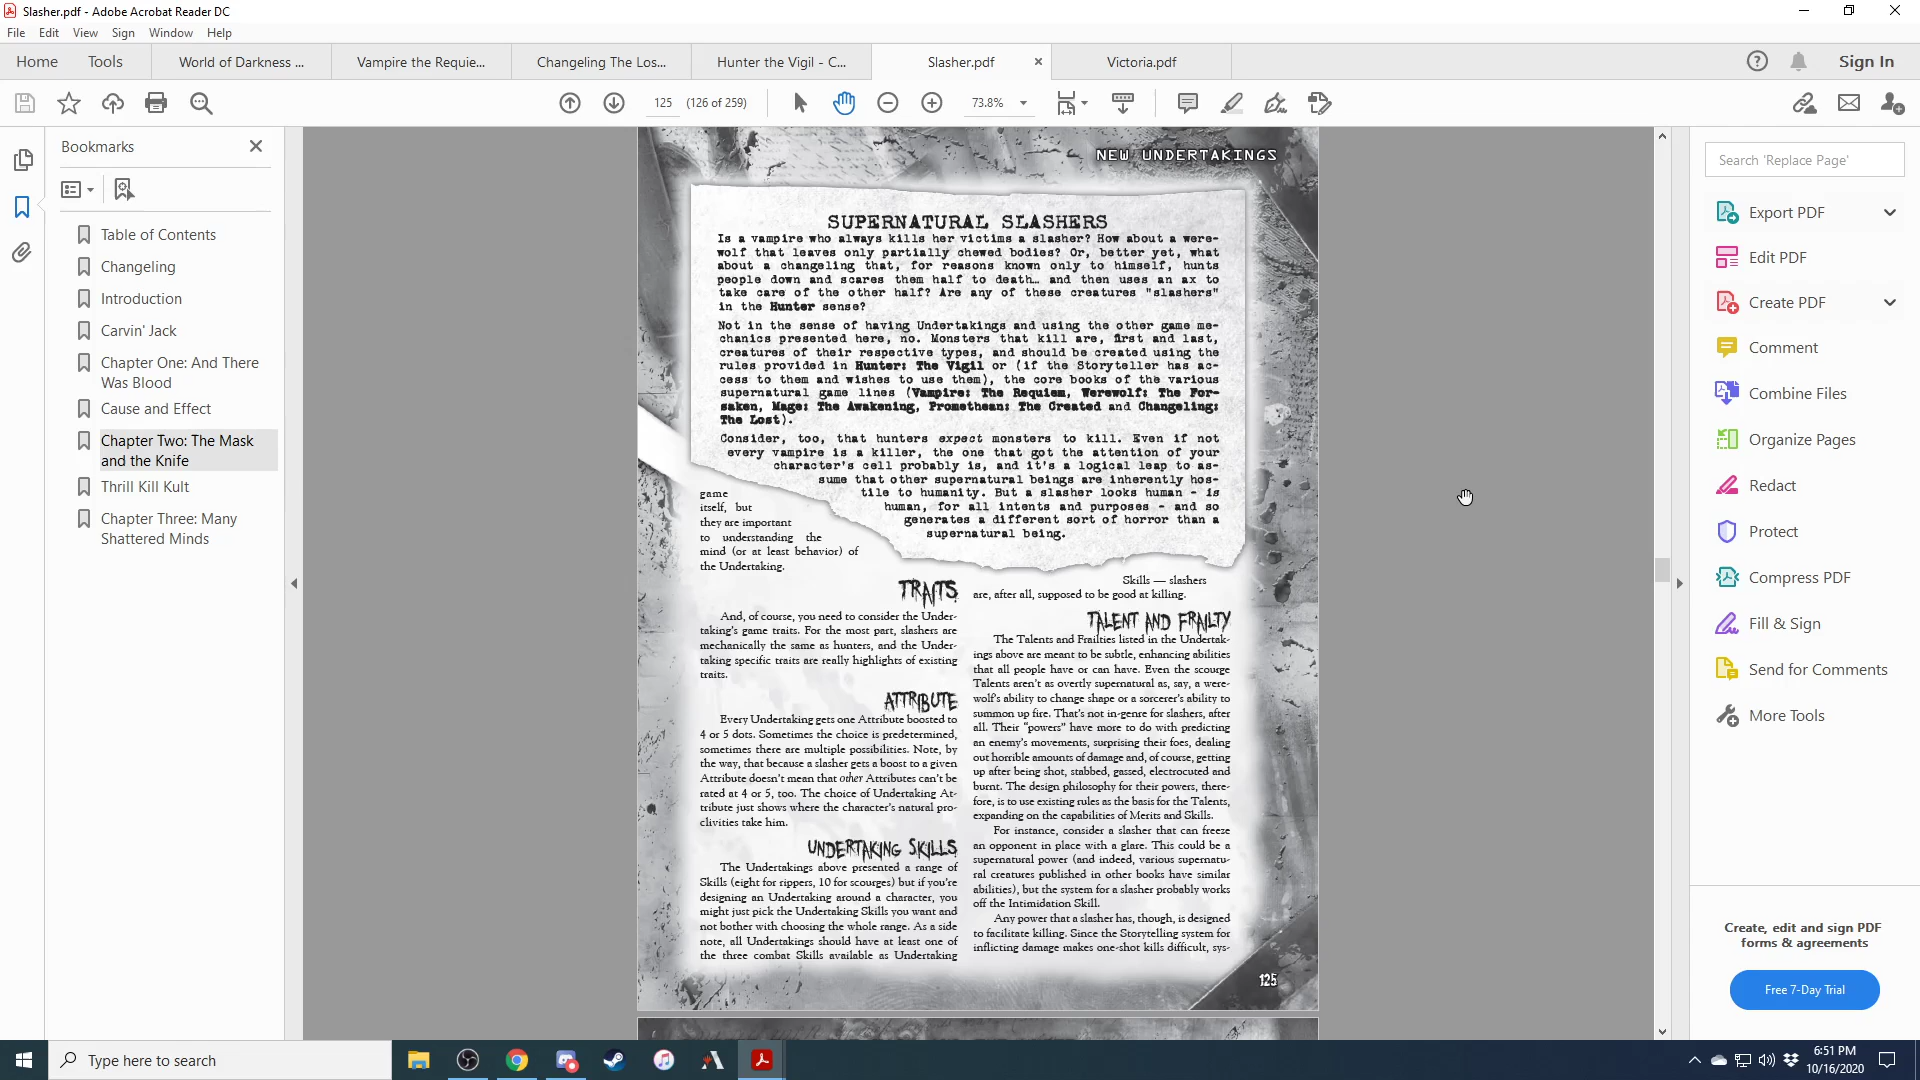 Slasher.pdf - Adobe Acrobat Reader DC
File Edit View Sign Window Help
Home Tools World of Darkness ... Vampire the Requie... Changeling The Los... Hunter the Vigil - C... Slasher.pdf Victoria.pdf Sign In
125 (126 of 259) 73.8%
Bookmarks
Table of Contents
Changeling
Introduction
Carvin' Jack
Chapter One: And There
Was Blood
Cause and Effect
Chapter Two: The Mask
and the Knife
Thrill Kill Kult
Chapter Three: Many
Shattered Minds
NEW UNDERTAKINGS
SUPERNATURAL SLASHERS
Is a vampire who always kills her victims a slasher? How about a were-
wolf that leaves only partially chewed bodies? Or, better yet, what
about a changeling that, for reasons known only to himself, hunts
people down and scares them half to death… and then uses an ax to
take care of the other half? Are any of these creatures "slashers"
in the Hunter sense?
Not in the sense of having Undertakings and using the other game me-
chanics presented here, no. Monsters that kill are, first and last,
creatures of their respective types, and should be created using the
rules provided in Hunter: The Vigil or (if the Storyteller has ac-
cess to them and wishes to use them), the core books of the various
supernatural game lines (Vampire: The Requiem, Werewolf: The For-
saken, Mage: The Awakening, Promethean: The Created and Changeling:
The Lost).
Consider, too, that hunters expect monsters to kill. Even if not
every vampire is a killer, the one that got the attention of your
character's cell probably is, and it's a logical leap to as-
sume that other supernatural beings are inherently hos-
tile to humanity. But a slasher looks human - is
human, for all intents and purposes - and so
generates a different sort of horror than a
supernatural being.
game
itself, but
they are important
to understanding the
mind (or at least behavior) of
the Undertaking.
TRAITS
And, of course, you need to consider the Under-
taking's game traits. For the most part, slashers are
mechanically the same as hunters, and the Under-
taking specific traits are really highlights of existing
traits.
ATTRIBUTE
Every Undertaking gets one Attribute boosted to
4 or 5 dots. Sometimes the choice is predetermined,
sometimes there are multiple possibilities. Note, by
the way, that because a slasher gets a boost to a given
Attribute doesn't mean that other Attributes can't be
rated at 4 or 5, too. The choice of Undertaking At-
tribute just shows where the character's natural pro-
clivities take him.
UNDERTAKING SKILLS
The Undertakings above presented a range of
Skills (eight for rippers, 10 for scourges) but if you're
designing an Undertaking around a character, you
might just pick the Undertaking Skills you want and
not bother with choosing the whole range. As a side
note, all Undertakings should have at least one of
the three combat Skills available as Undertaking
Skills — slashers
are, after all, supposed to be good at killing.
TALENT AND FRAILTY
The Talents and Frailties listed in the Undertak-
ings above are meant to be subtle, enhancing abilities
that all people have or can have. Even the scourge
Talents aren't as overtly supernatural as, say, a were-
wolf's ability to change shape or a sorcerer's ability to
summon up fire. That's not in-genre for slashers, after
all. Their "powers" have more to do with predicting
an enemy's movements, surprising their foes, dealing
out horrible amounts of damage and, of course, getting
up after being shot, stabbed, gassed, electrocuted and
burnt. The design philosophy for their powers, there-
fore, is to use existing rules as the basis for the Talents,
expanding on the capabilities of Merits and Skills.
For instance, consider a slasher that can freeze
an opponent in place with a glare. This could be a
supernatural power (and indeed, various supernatu-
ral creatures published in other books have similar
abilities), but the system for a slasher probably works
off the Intimidation Skill.
Any power that a slasher has, though, is designed
to facilitate killing. Since the Storytelling system for
inflicting damage makes one-shot kills difficult, sys-
125
Search 'Replace Page'
Export PDF
Edit PDF
Create PDF
Comment
Combine Files
Organize Pages
Redact
Protect
Compress PDF
Fill & Sign
Send for Comments
More Tools
Create, edit and sign PDF
forms & agreements
Free 7-Day Trial
Type here to search
6:51 PM
10/16/2020